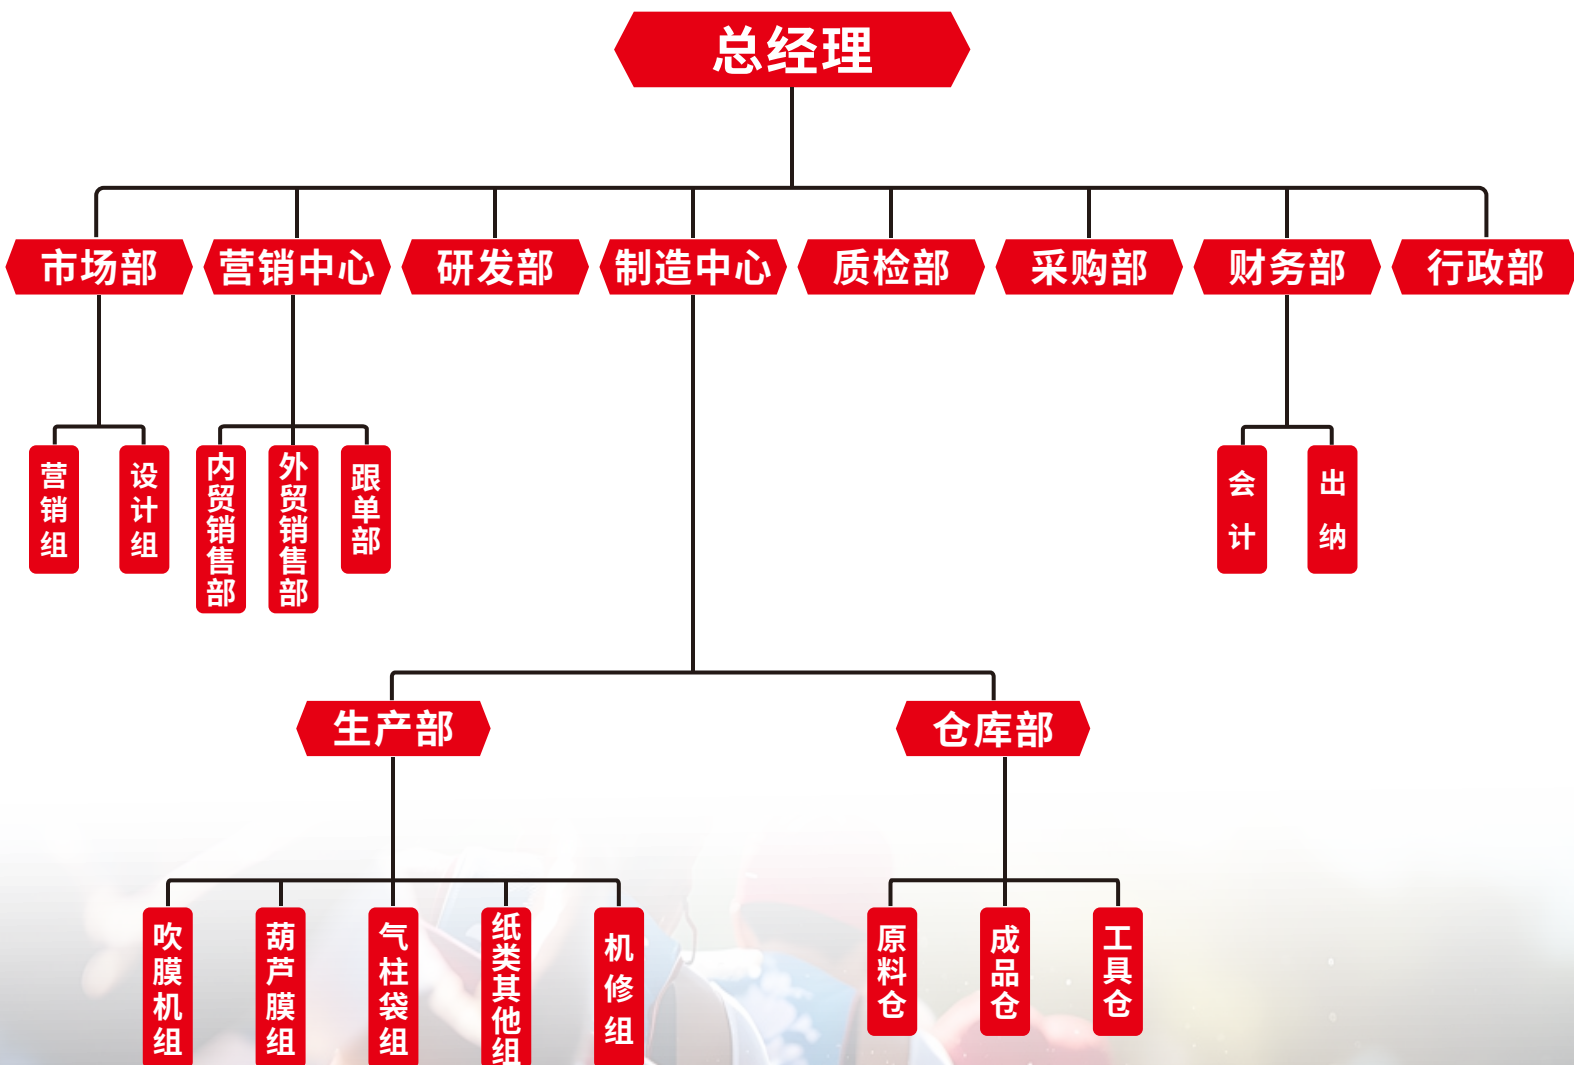 总经理
市场部
营销中心
研发部
制造中心
质检部
采购部
财务部
行政部
营销组
设计组
内贸销售部
外贸销售部
跟单部
会计
出纳
生产部
仓库部
吹膜机组
葫芦膜组
气柱袋组
纸类其他组
机修组
原料仓
成品仓
工具仓